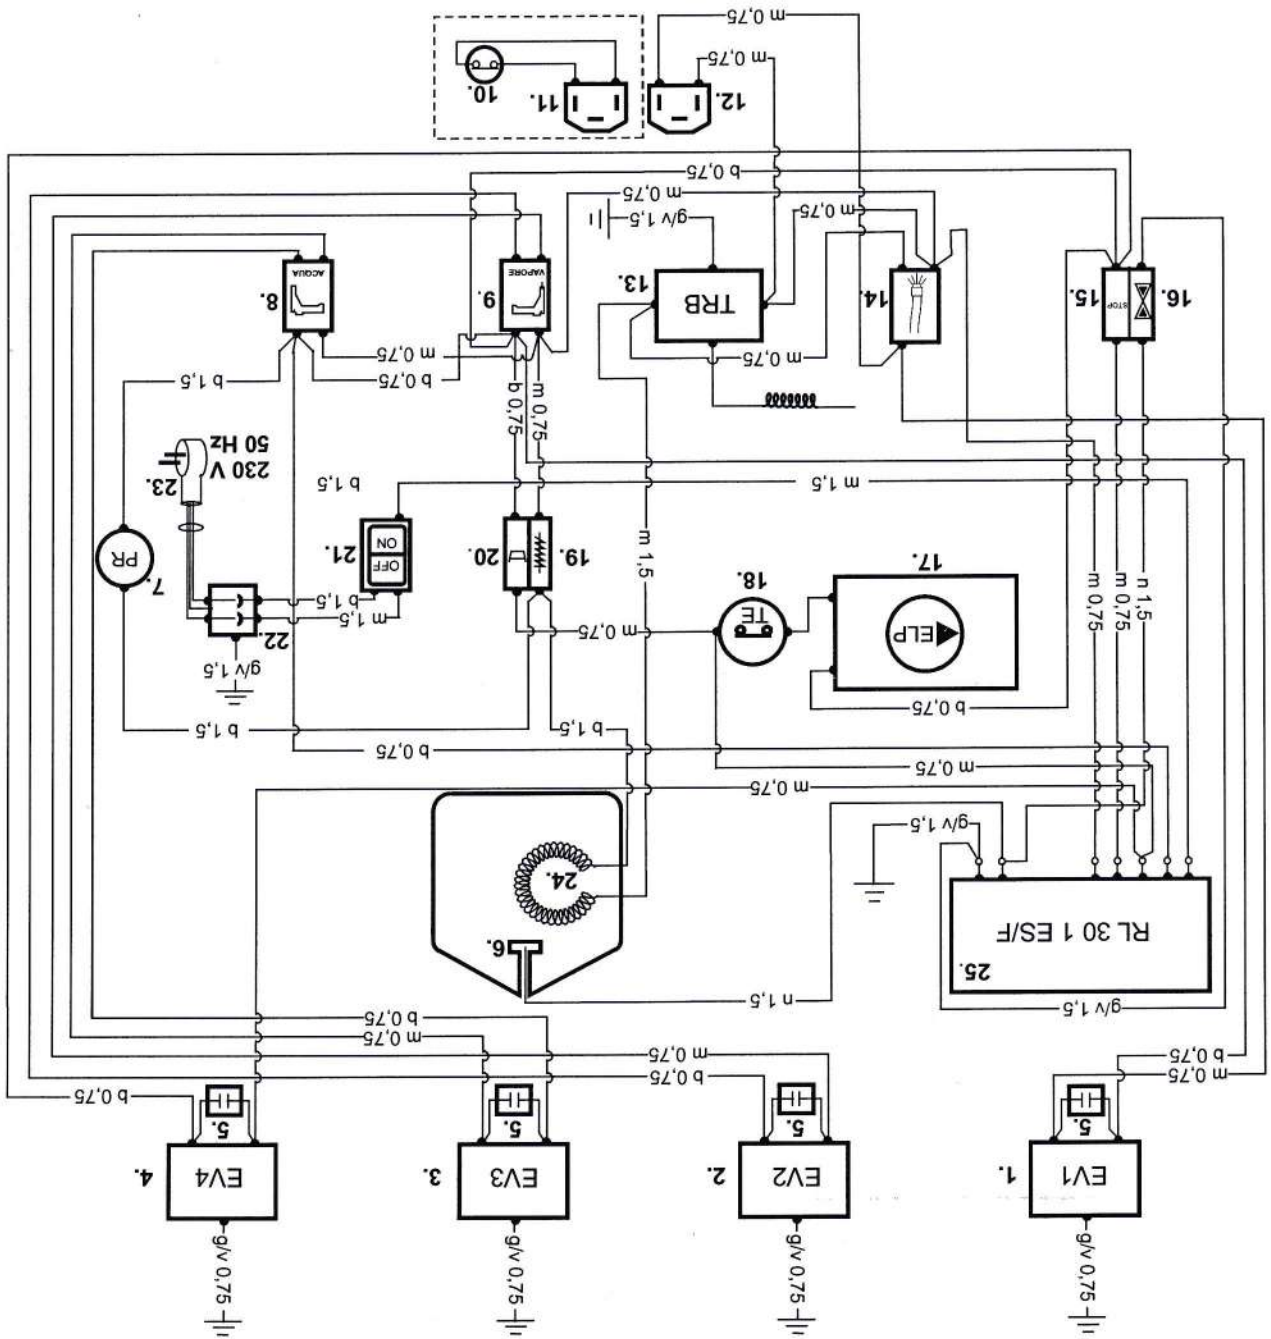 g/v 0,75
g/v 0,75
g/v 0,75
g/v 0,75
EV1
1.
EV2
2.
EV3
3.
EV4
4.
5.
5.
5.
5.
b 0,75
m 0,75
m 0,75
b 0,75
b 0,75
m 0,75
b 0,75
g/v 1,5
n 1,5
25.
RL 30 1 ES/F
6.
24.
g/v 1,5
m 0,75
m 0,75
b 0,75
b 1,5
b 1,5
b 0,75
g/v 1,5
ELP
17.
TE
18.
m 0,75
n 1,5
m 0,75
m 0,75
m 1,5
22.
m 1,5
b 1,5
7.
PR
19.
20.
OFF
ON
21.
23.
230 V
50 Hz
m 1,5
b 1,5
m 0,75
b 0,75
b 0,75
b 1,5
m 0,75
m 0,75
16.
STOP
15.
14.
TRB
13.
VAPORE
9.
ACQUA
8.
m 0,75
g/v 1,5
m 0,75
b 0,75
12.
11.
10.
m 0,75
m 0,75